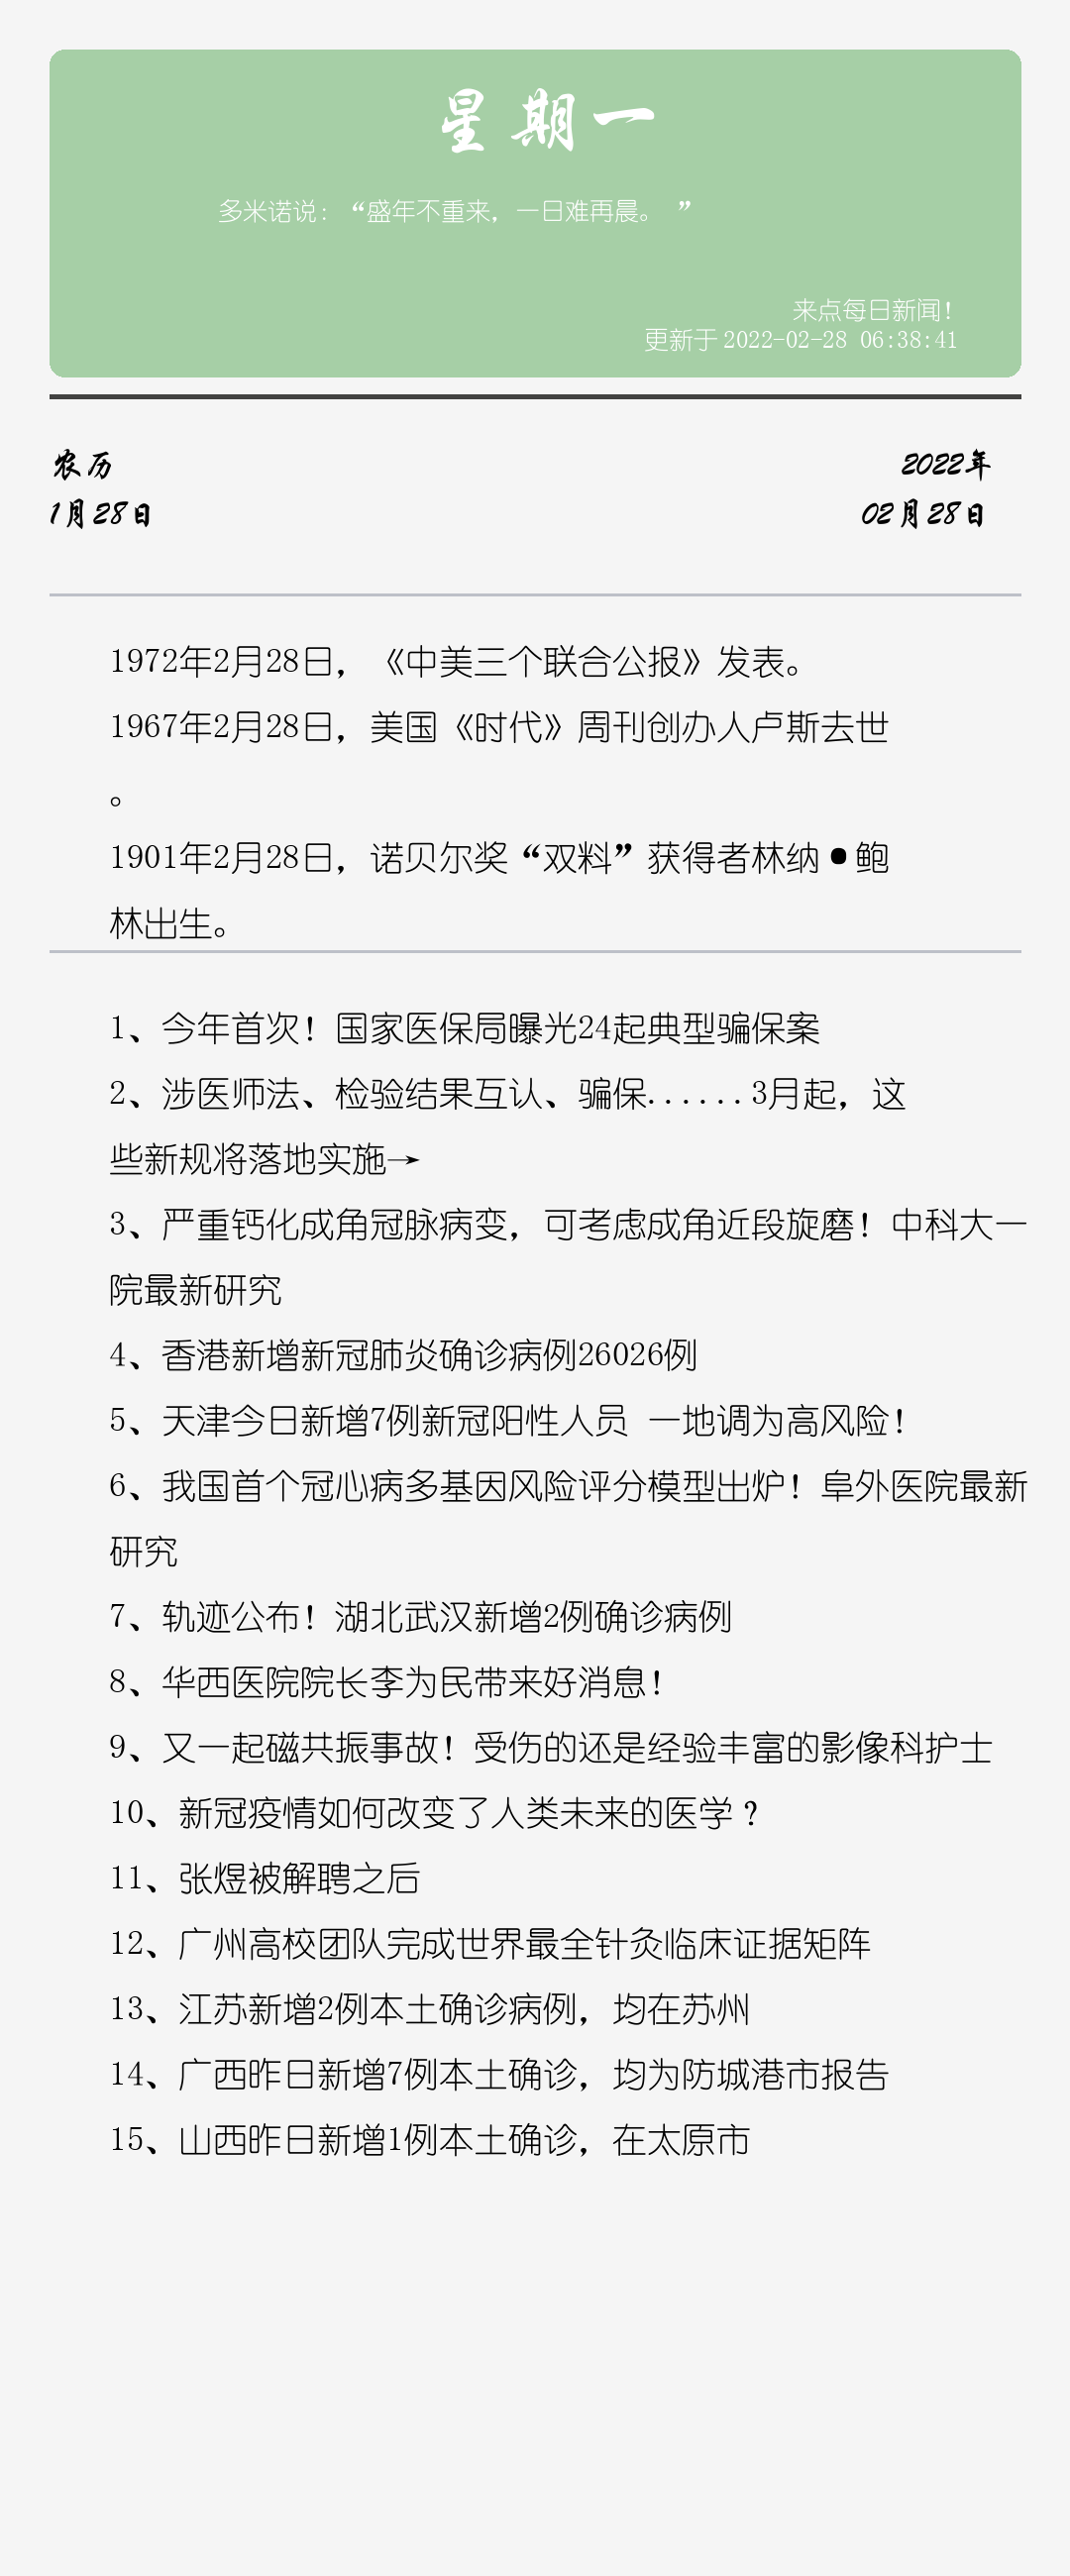 星期一
多米诺说：“盛年不重来，一日难再晨。 ”
来点每日新闻！
更新于 2022-02-28 06:38:41
农历
2022年
1月28日
02月28日
1972年2月28日，《中美三个联合公报》发表。
1967年2月28日，美国《时代》周刊创办人卢斯去世
。
1901年2月28日，诺贝尔奖“双料”获得者林纳•鲍
林出生。
1、今年首次！国家医保局曝光24起典型骗保案
2、涉医师法、检验结果互认、骗保......3月起，这
些新规将落地实施→
3、严重钙化成角冠脉病变，可考虑成角近段旋磨！中科大一
院最新研究
4、香港新增新冠肺炎确诊病例26026例
5、天津今日新增7例新冠阳性人员 一地调为高风险！
6、我国首个冠心病多基因风险评分模型出炉！阜外医院最新
研究
7、轨迹公布！湖北武汉新增2例确诊病例
8、华西医院院长李为民带来好消息！
9、又一起磁共振事故！受伤的还是经验丰富的影像科护士
10、新冠疫情如何改变了人类未来的医学？
11、张煜被解聘之后
12、广州高校团队完成世界最全针灸临床证据矩阵
13、江苏新增2例本土确诊病例，均在苏州
14、广西昨日新增7例本土确诊，均为防城港市报告
15、山西昨日新增1例本土确诊，在太原市